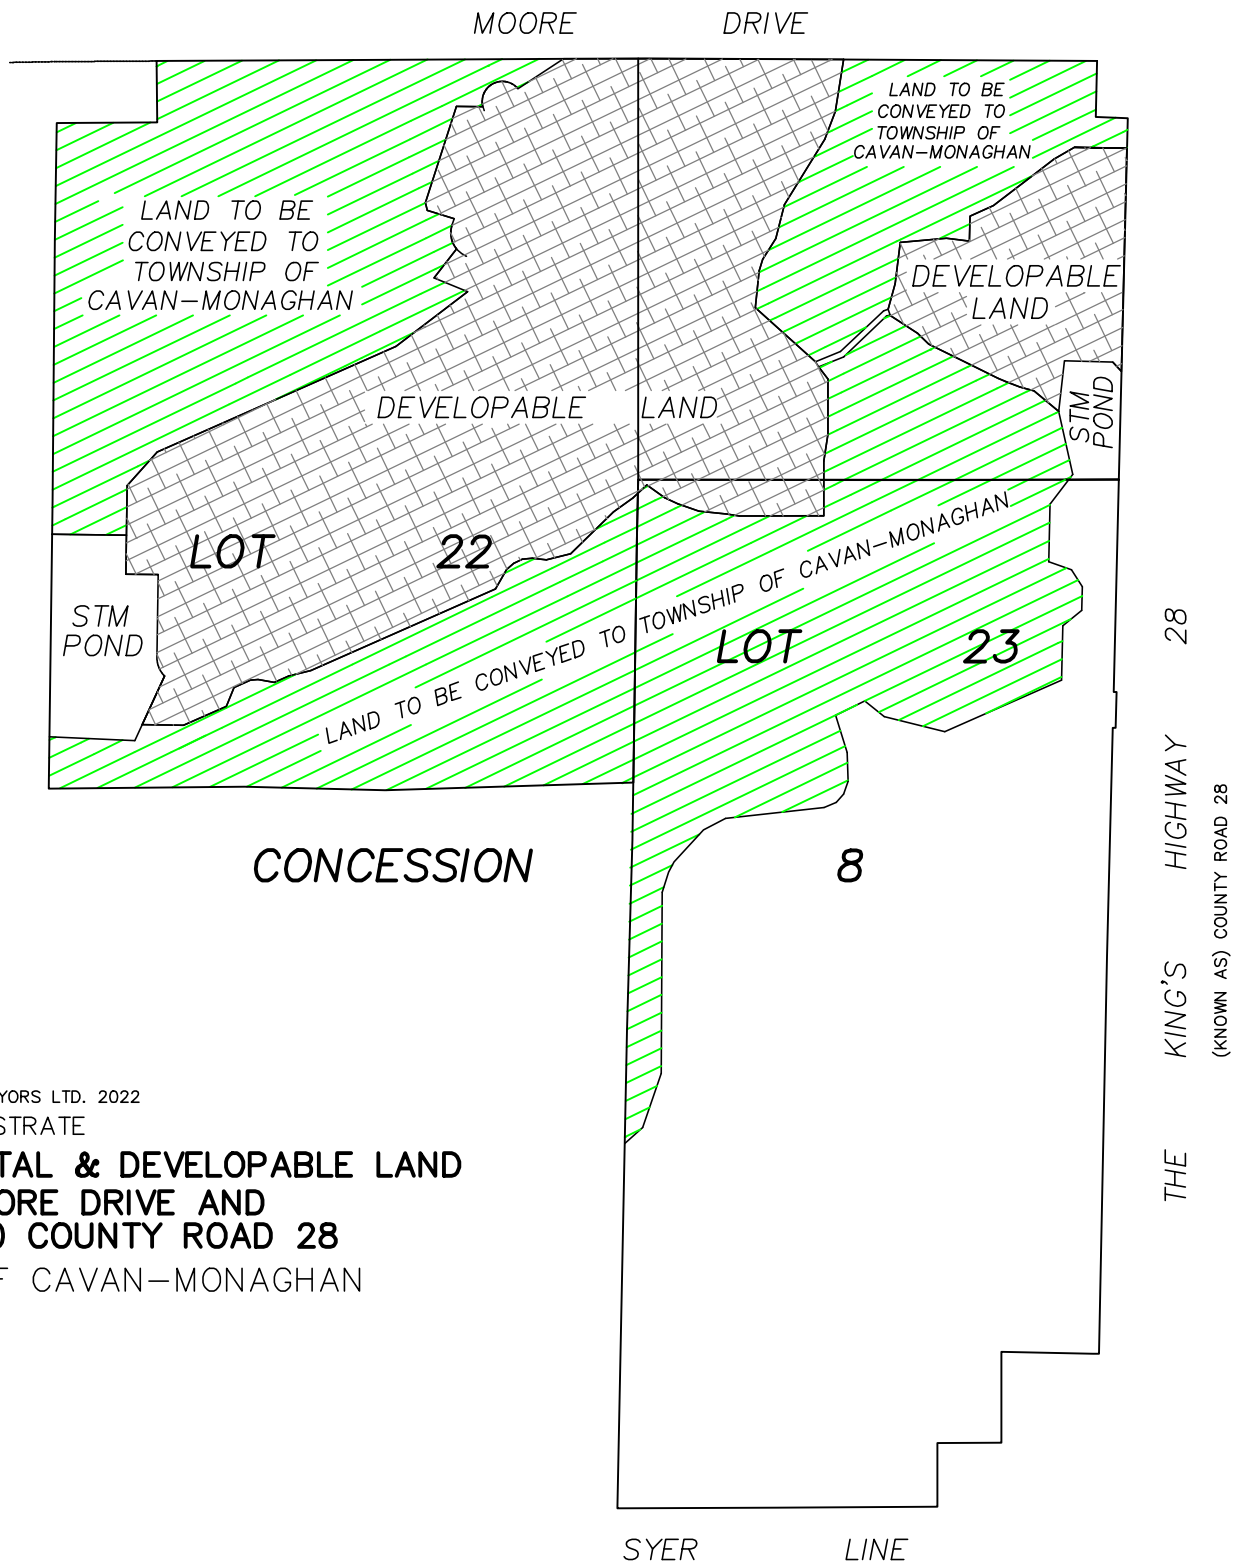 MOORE DRIVE
LAND TO BE
CONVEYED TO
TOWNSHIP OF
CAVAN-MONAGHAN
LAND TO BE
CONVEYED TO
TOWNSHIP OF
CAVAN-MONAGHAN
DEVELOPABLE
LAND
DEVELOPABLE LAND
STM
POND
LOT 22
STM
POND
LAND TO BE CONVEYED TO TOWNSHIP OF CAVAN-MONAGHAN
LOT 23
THE KING'S HIGHWAY 28
(KNOWN AS) COUNTY ROAD 28
CONCESSION 8
YORS LTD. 2022
STRATE
TAL & DEVELOPABLE LAND
ORE DRIVE AND
COUNTY ROAD 28
CAVAN-MONAGHAN
SYER LINE